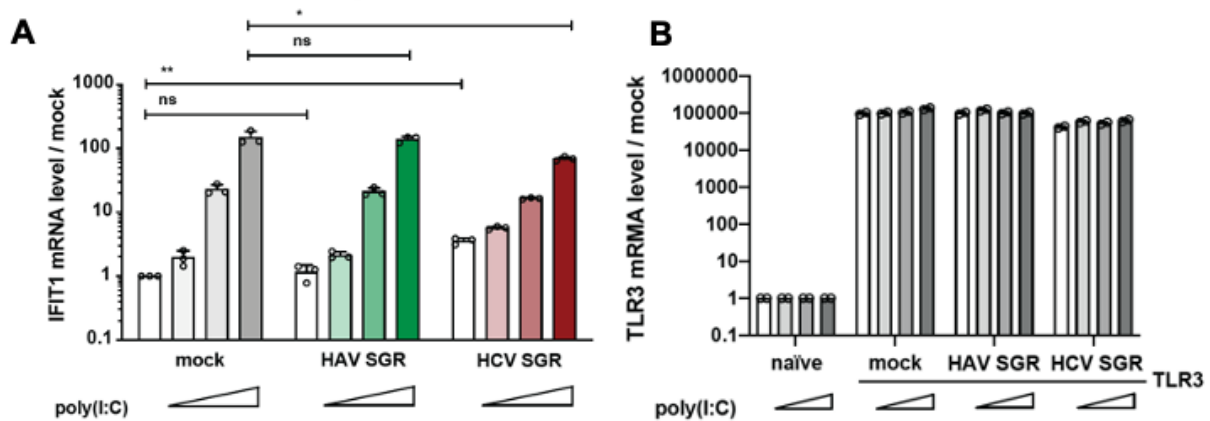 A
*
ns
**
ns
IFIT1 mRNA level / mock
1000
100
10
1
0.1
mock HAV SGR HCV SGR
poly(I:C)
B
TLR3 mRMA level / mock
1000000
100000
10000
1000
100
10
1
0.1
naïve mock HAV SGR HCV SGR
TLR3
poly(I:C)